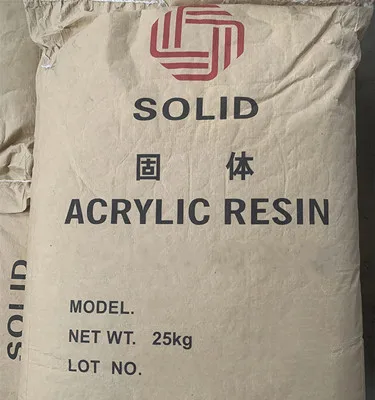 SOLID
固体
ACRYLIC RESIN
MODEL.
NET WT. 25kg
LOT NO.
SOLID